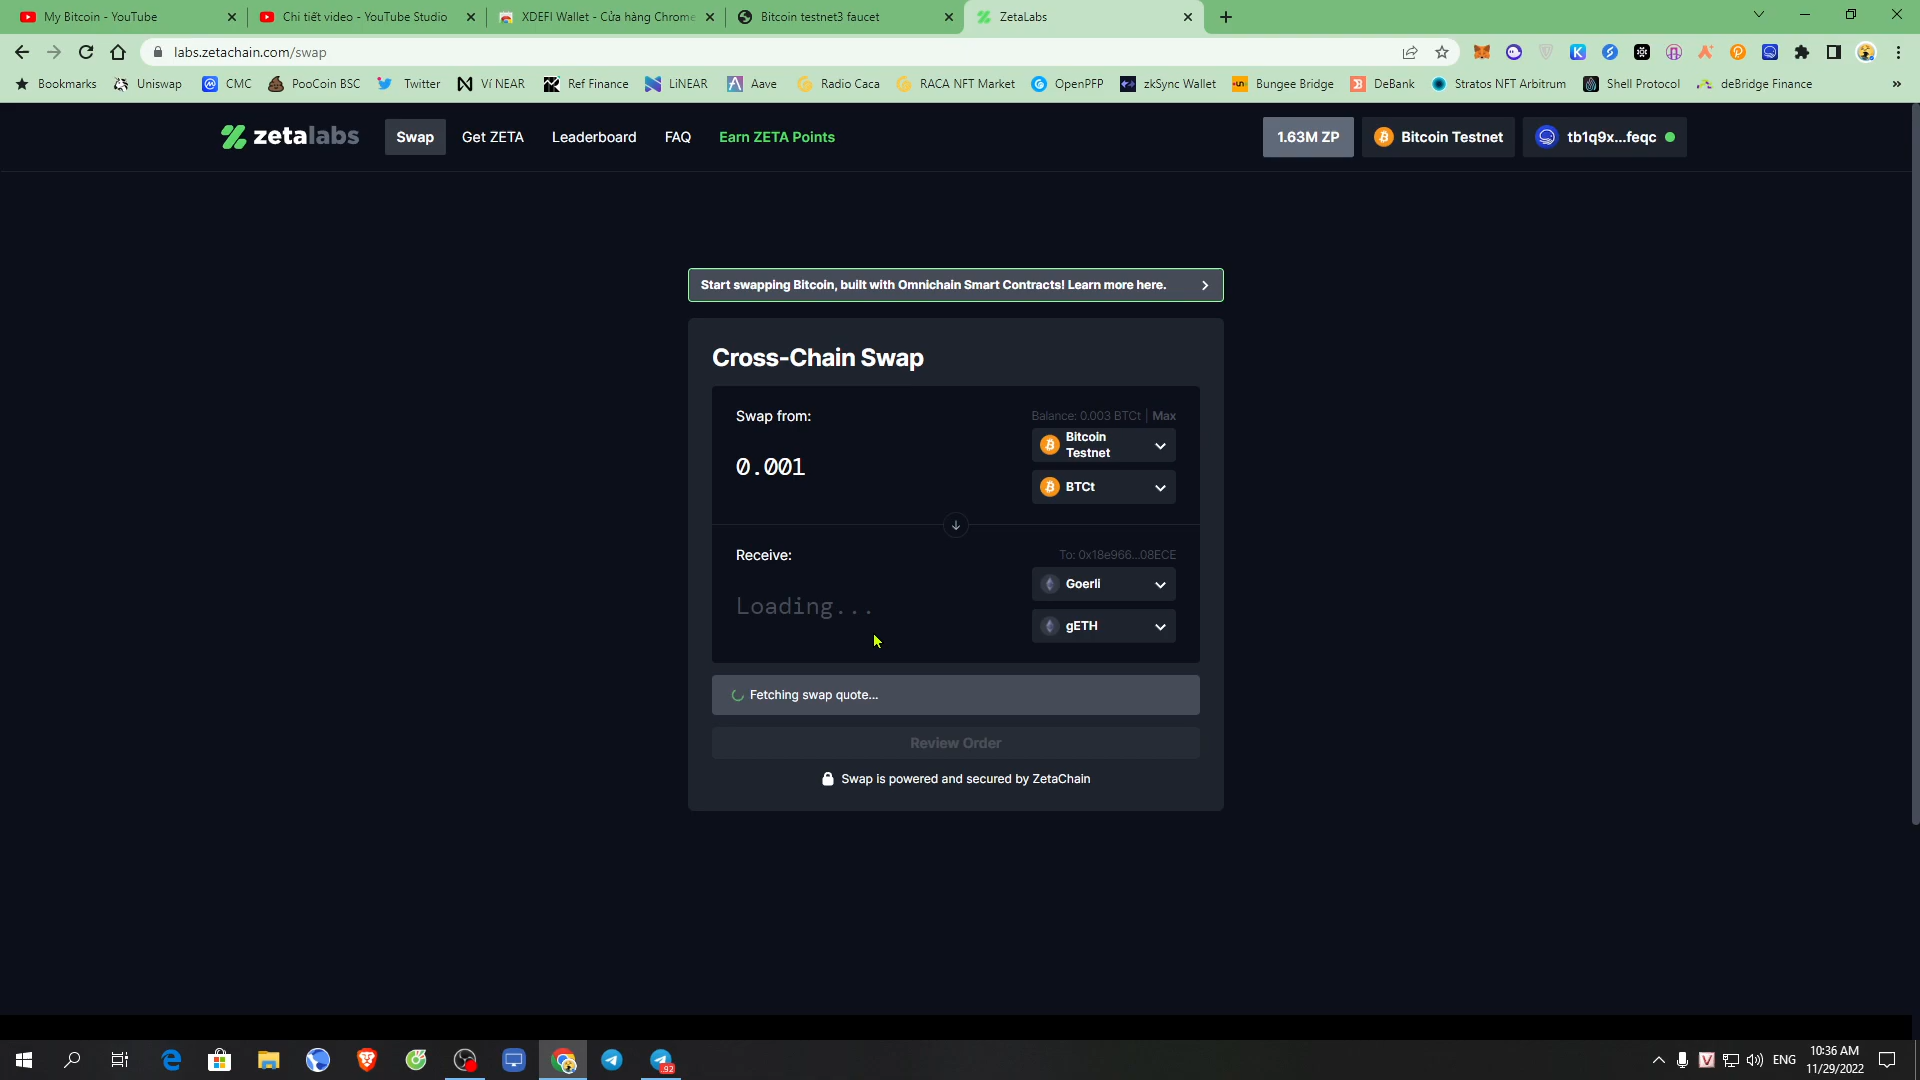 My Bitcoin - YouTube
Chi tiết video - YouTube Studio
XDEFI Wallet - Cửa hàng Chrome
Bitcoin testnet3 faucet
ZetaLabs
labs.zetachain.com/swap
Bookmarks
Uniswap
CMC
PooCoin BSC
Twitter
Ví NEAR
Ref Finance
LiNEAR
Aave
Radio Caca
RACA NFT Market
OpenPFP
zkSync Wallet
Bungee Bridge
DeBank
Stratos NFT Arbitrum
Shell Protocol
deBridge Finance
zetalabs
Swap
Get ZETA
Leaderboard
FAQ
Earn ZETA Points
1.63M ZP
Bitcoin Testnet
tb1q9x...feqc
Start swapping Bitcoin, built with Omnichain Smart Contracts! Learn more here.
Cross-Chain Swap
Swap from:
Balance: 0.003 BTCt | Max
Bitcoin
Testnet
0.001
BTCt
Receive:
To: 0x18e966...08ECE
Goerli
Loading...
gETH
Fetching swap quote...
Review Order
Swap is powered and secured by ZetaChain
.92
ENG
10:36 AM
11/29/2022